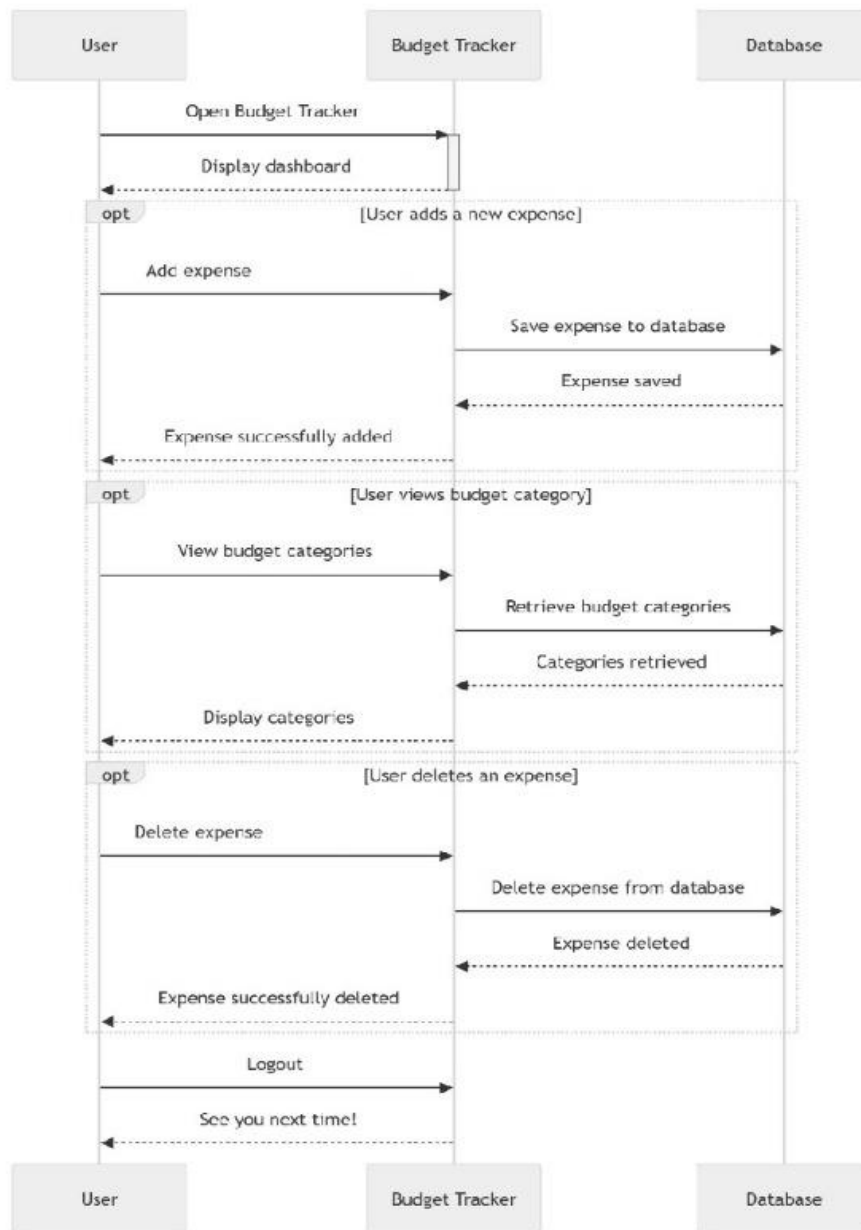 User
Budget Tracker
Database
Open Budget Tracker
Display dashboard
opt
[User adds a new expense]
Add expense
Save expense to database
Expense saved
Expense successfully added
opt
[User views budget category]
View budget categories
Retrieve budget categories
Categories retrieved
Display categories
opt
[User deletes an expense]
Delete expense
Delete expense from database
Expense deleted
Expense successfully deleted
Logout
See you next time!
User
Budget Tracker
Database